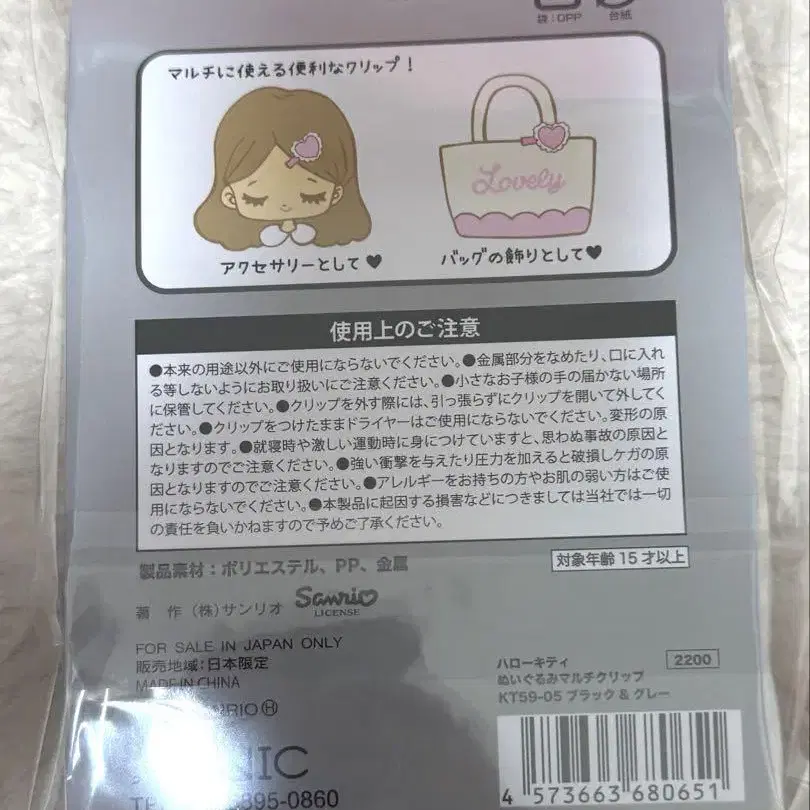 袋:OPP 台紙
マルチに使える便利なクリップ!
Lovely
アクセサリーとして♥ バッグの飾りとして♥
使用上のご注意
●本来の用途以外にご使用にならないでください。●金属部分をなめたり、口に入れ
る等しないようにお取り扱いにご注意ください。●小さなお子様の手の届かない場所
に保管してください。●クリップを外す際には、引っ張らずにクリップを開いて外してく
ださい。●クリップをつけたままドライヤーはご使用にならないでください。変形の原
因となります。●就寝時や激しい運動時に身につけていますと、思わぬ事故の原因と
なりますのでご注意ください。●強い衝撃を与えたり圧力を加えると破損しケガの原
因となりますのでご注意ください。●アレルギーをお持ちの方やお肌の弱い方はご使
用にならないでください。●本製品に起因する損害などにつきましては当社では一切
の責任を負いかねますので予めご了承ください。
製品素材:ポリエステル、PP、金属
対象年齢15才以上
著 作 (株)サンリオ Sanrio
LICENSE
FOR SALE IN JAPAN ONLY
販売地域:日本限定
MADE IN CHINA
ハローキティ 2200
ぬいぐるみマルチクリップ
KT59-05 ブラック&グレー
4 573663 680651